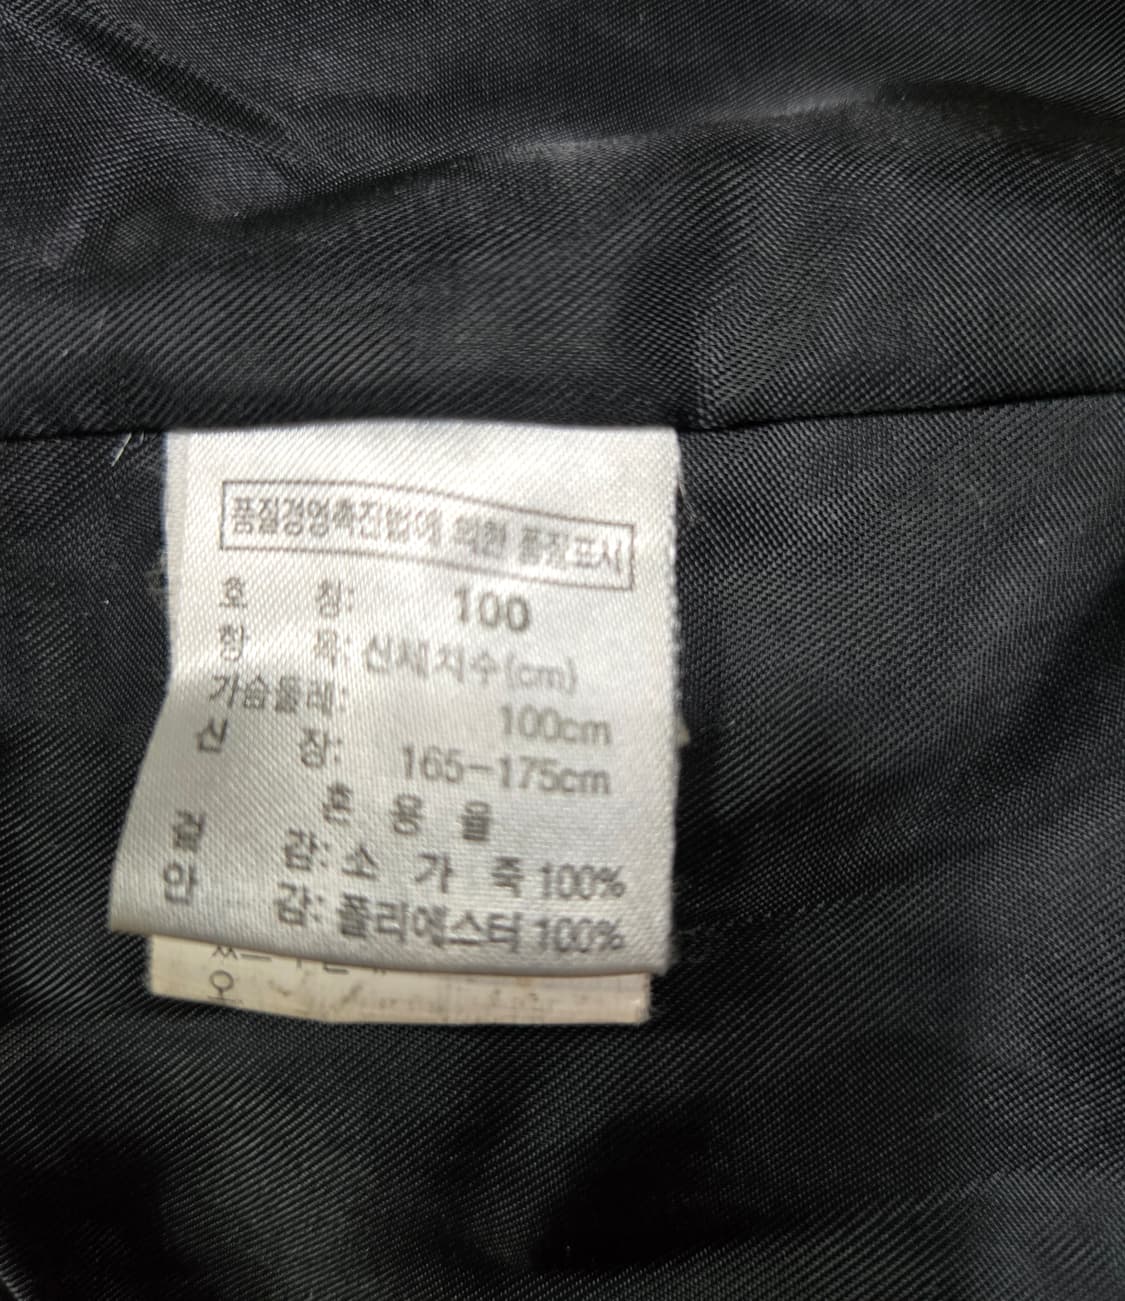 품질경영촉진법에 의한 품질표시
호 칭: 100
항 목: 신체치수(cm)
가슴둘레: 100cm
신 장: 165-175cm
혼 용 율
겉 감: 소 가 죽 100%
안 감: 폴리에스터 100%